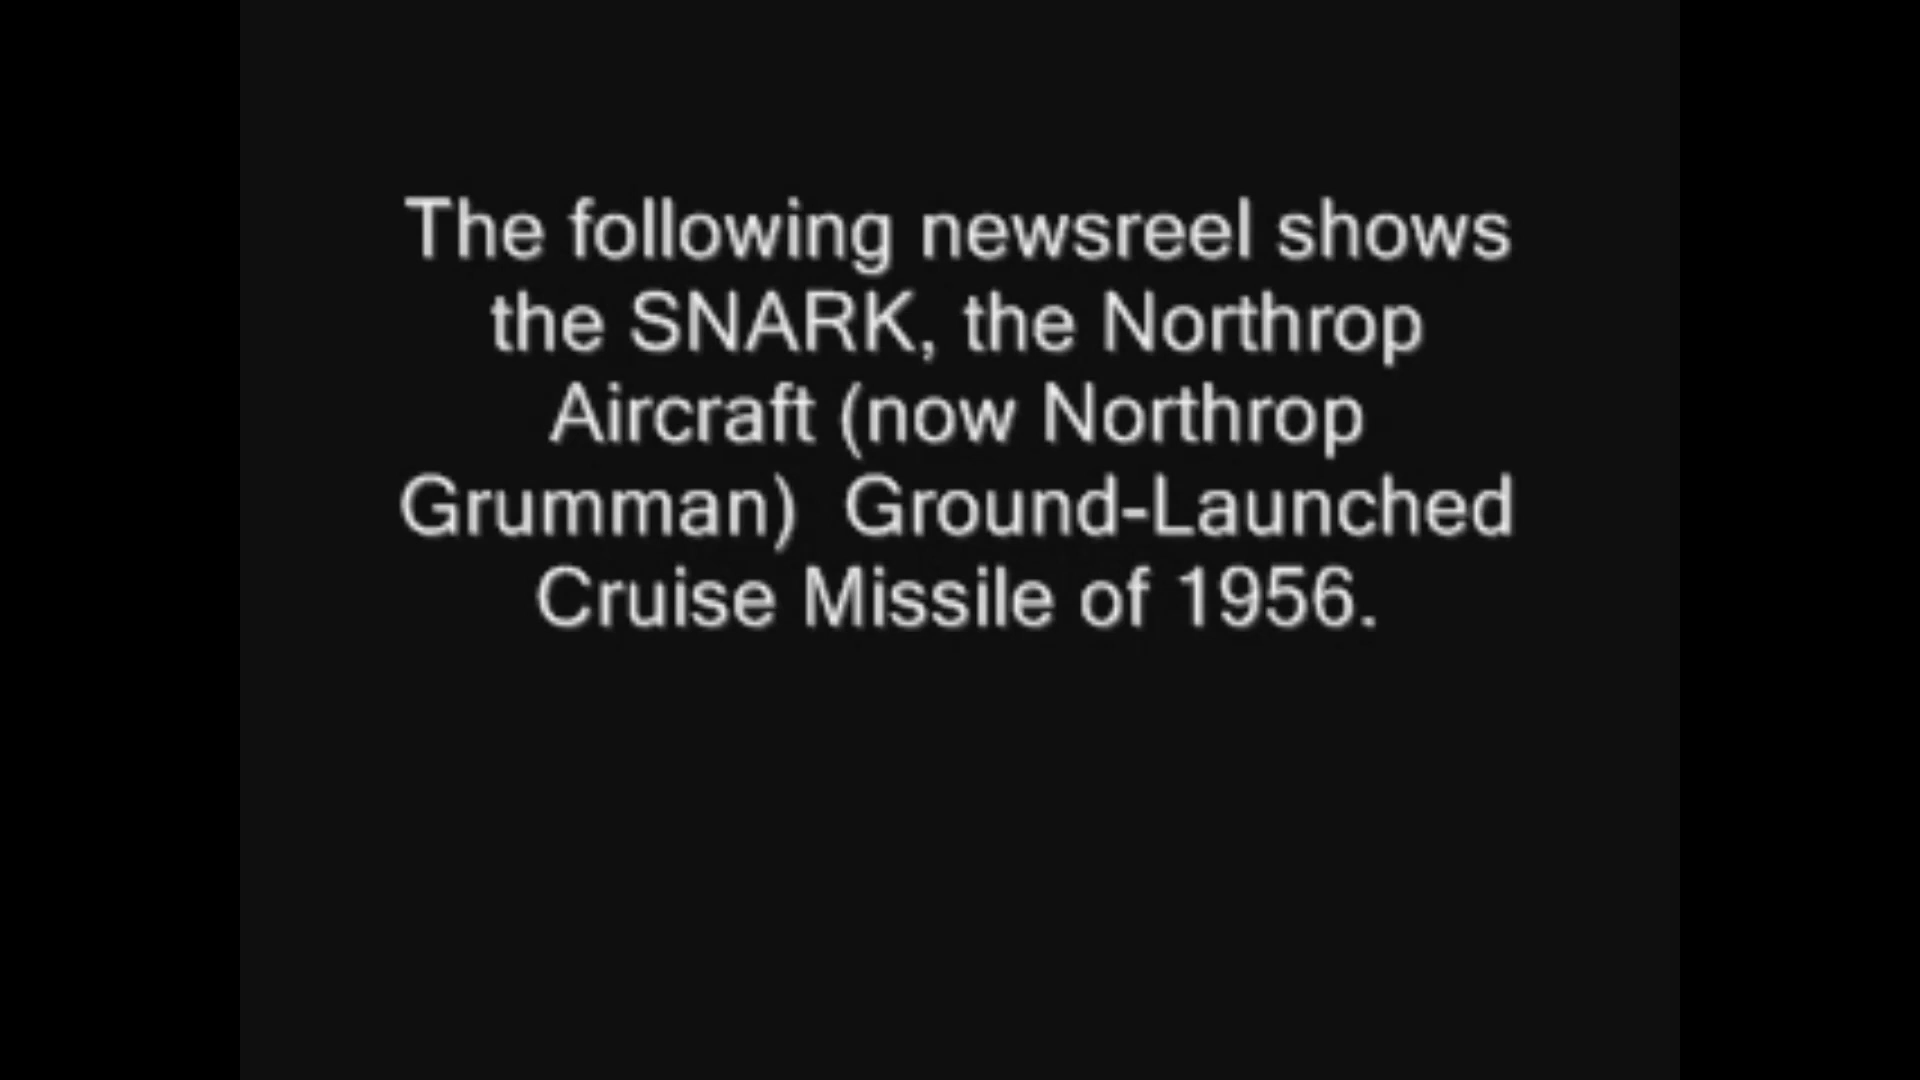 The following newsreel shows
the SNARK, the Northrop
Aircraft (now Northrop
Grumman)  Ground-Launched
Cruise Missile of 1956.